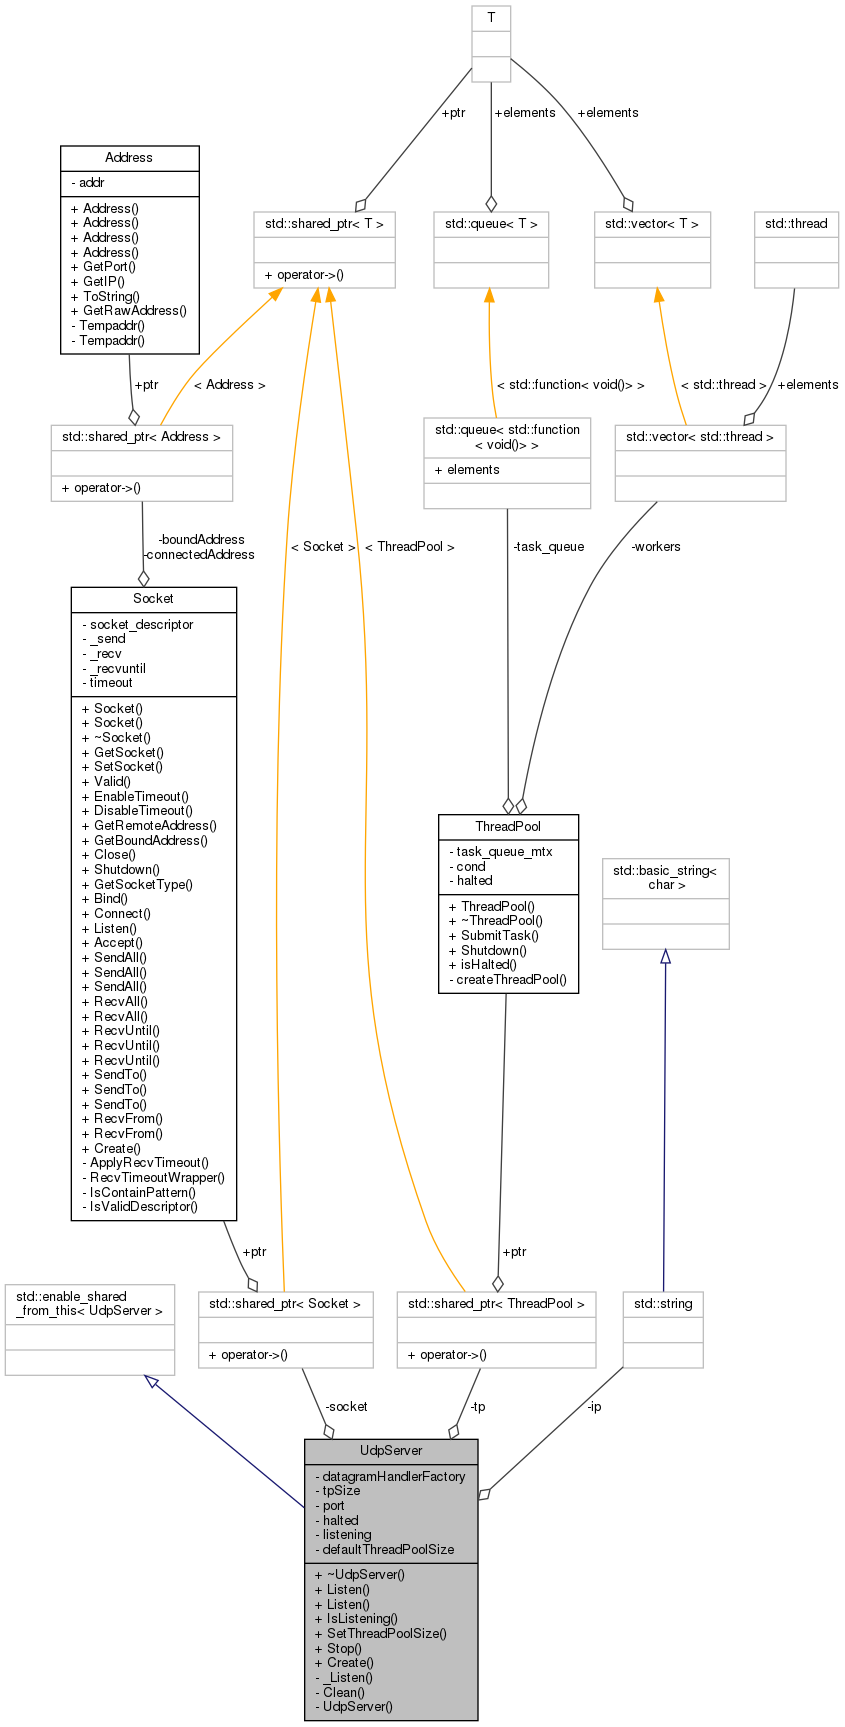 T
+ptr
+elements
+elements
Address
- addr
+ Address()
+ Address()
+ Address()
+ Address()
+ GetPort()
+ GetIP()
+ ToString()
+ GetRawAddress()
- Tempaddr()
- Tempaddr()
std::shared_ptr< T >
+ operator->()
std::queue< T >
std::vector< T >
std::thread
+ptr
< Address >
< std::function< void()> >
< std::thread >
+elements
std::shared_ptr< Address >
+ operator->()
std::queue< std::function
< void()> >
+ elements
std::vector< std::thread >
-boundAddress
-connectedAddress
< Socket >
< ThreadPool >
-task_queue
-workers
Socket
- socket_descriptor
- _send
- _recv
- _recvuntil
- timeout
+ Socket()
+ Socket()
+ ~Socket()
+ GetSocket()
+ SetSocket()
+ Valid()
+ EnableTimeout()
+ DisableTimeout()
+ GetRemoteAddress()
+ GetBoundAddress()
+ Close()
+ Shutdown()
+ GetSocketType()
+ Bind()
+ Connect()
+ Listen()
+ Accept()
+ SendAll()
+ SendAll()
+ SendAll()
+ RecvAll()
+ RecvAll()
+ RecvUntil()
+ RecvUntil()
+ RecvUntil()
+ SendTo()
+ SendTo()
+ SendTo()
+ RecvFrom()
+ RecvFrom()
+ Create()
- ApplyRecvTimeout()
- RecvTimeoutWrapper()
- IsContainPattern()
- IsValidDescriptor()
ThreadPool
- task_queue_mtx
- cond
- halted
+ ThreadPool()
+ ~ThreadPool()
+ SubmitTask()
+ Shutdown()
+ isHalted()
- createThreadPool()
std::basic_string<
char >
+ptr
+ptr
std::enable_shared
_from_this< UdpServer >
std::shared_ptr< Socket >
+ operator->()
std::shared_ptr< ThreadPool >
+ operator->()
std::string
-socket
-tp
-ip
UdpServer
- datagramHandlerFactory
- tpSize
- port
- halted
- listening
- defaultThreadPoolSize
+ ~UdpServer()
+ Listen()
+ Listen()
+ IsListening()
+ SetThreadPoolSize()
+ Stop()
+ Create()
- _Listen()
- Clean()
- UdpServer()